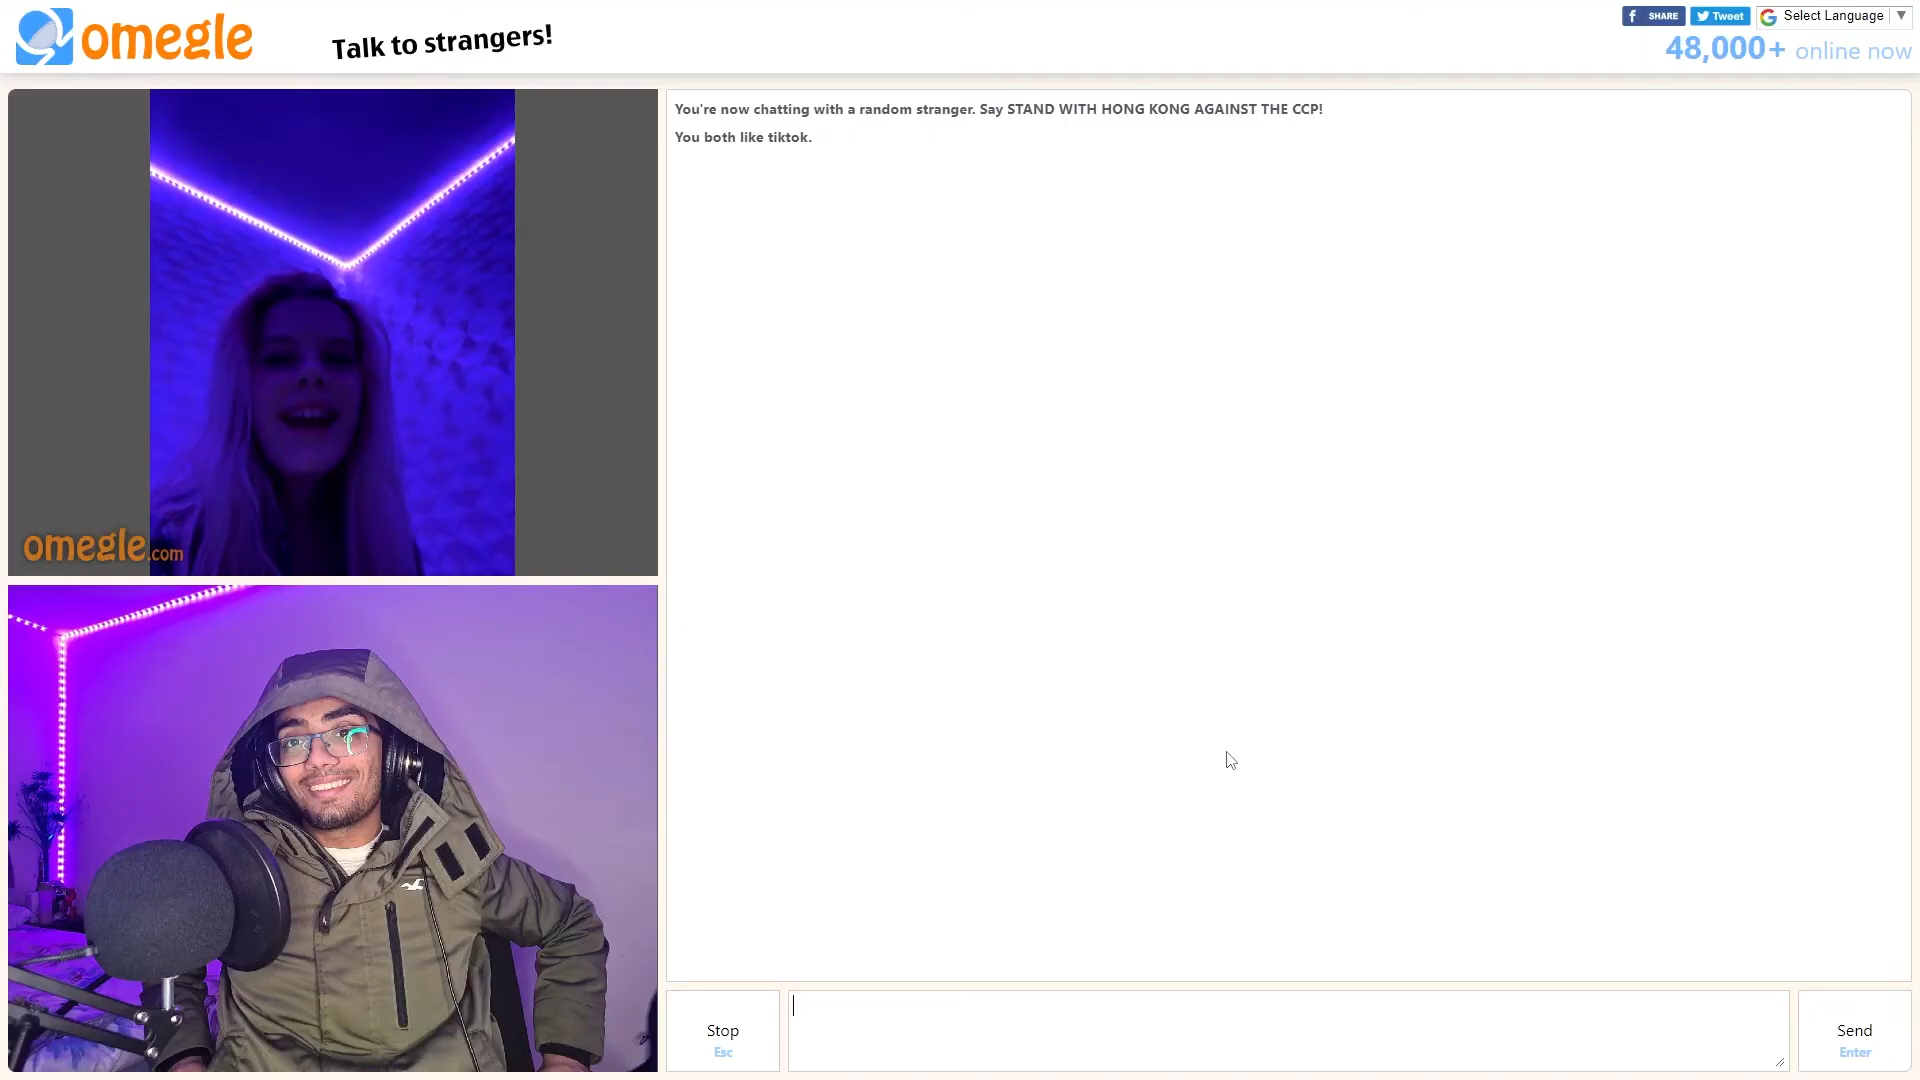 omegle
Talk to strangers!
SHARE
Tweet
Select Language
48,000+ online now
You're now chatting with a random stranger. Say STAND WITH HONG KONG AGAINST THE CCP!
You both like tiktok.
omegle.com
Stop
Esc
Send
Enter